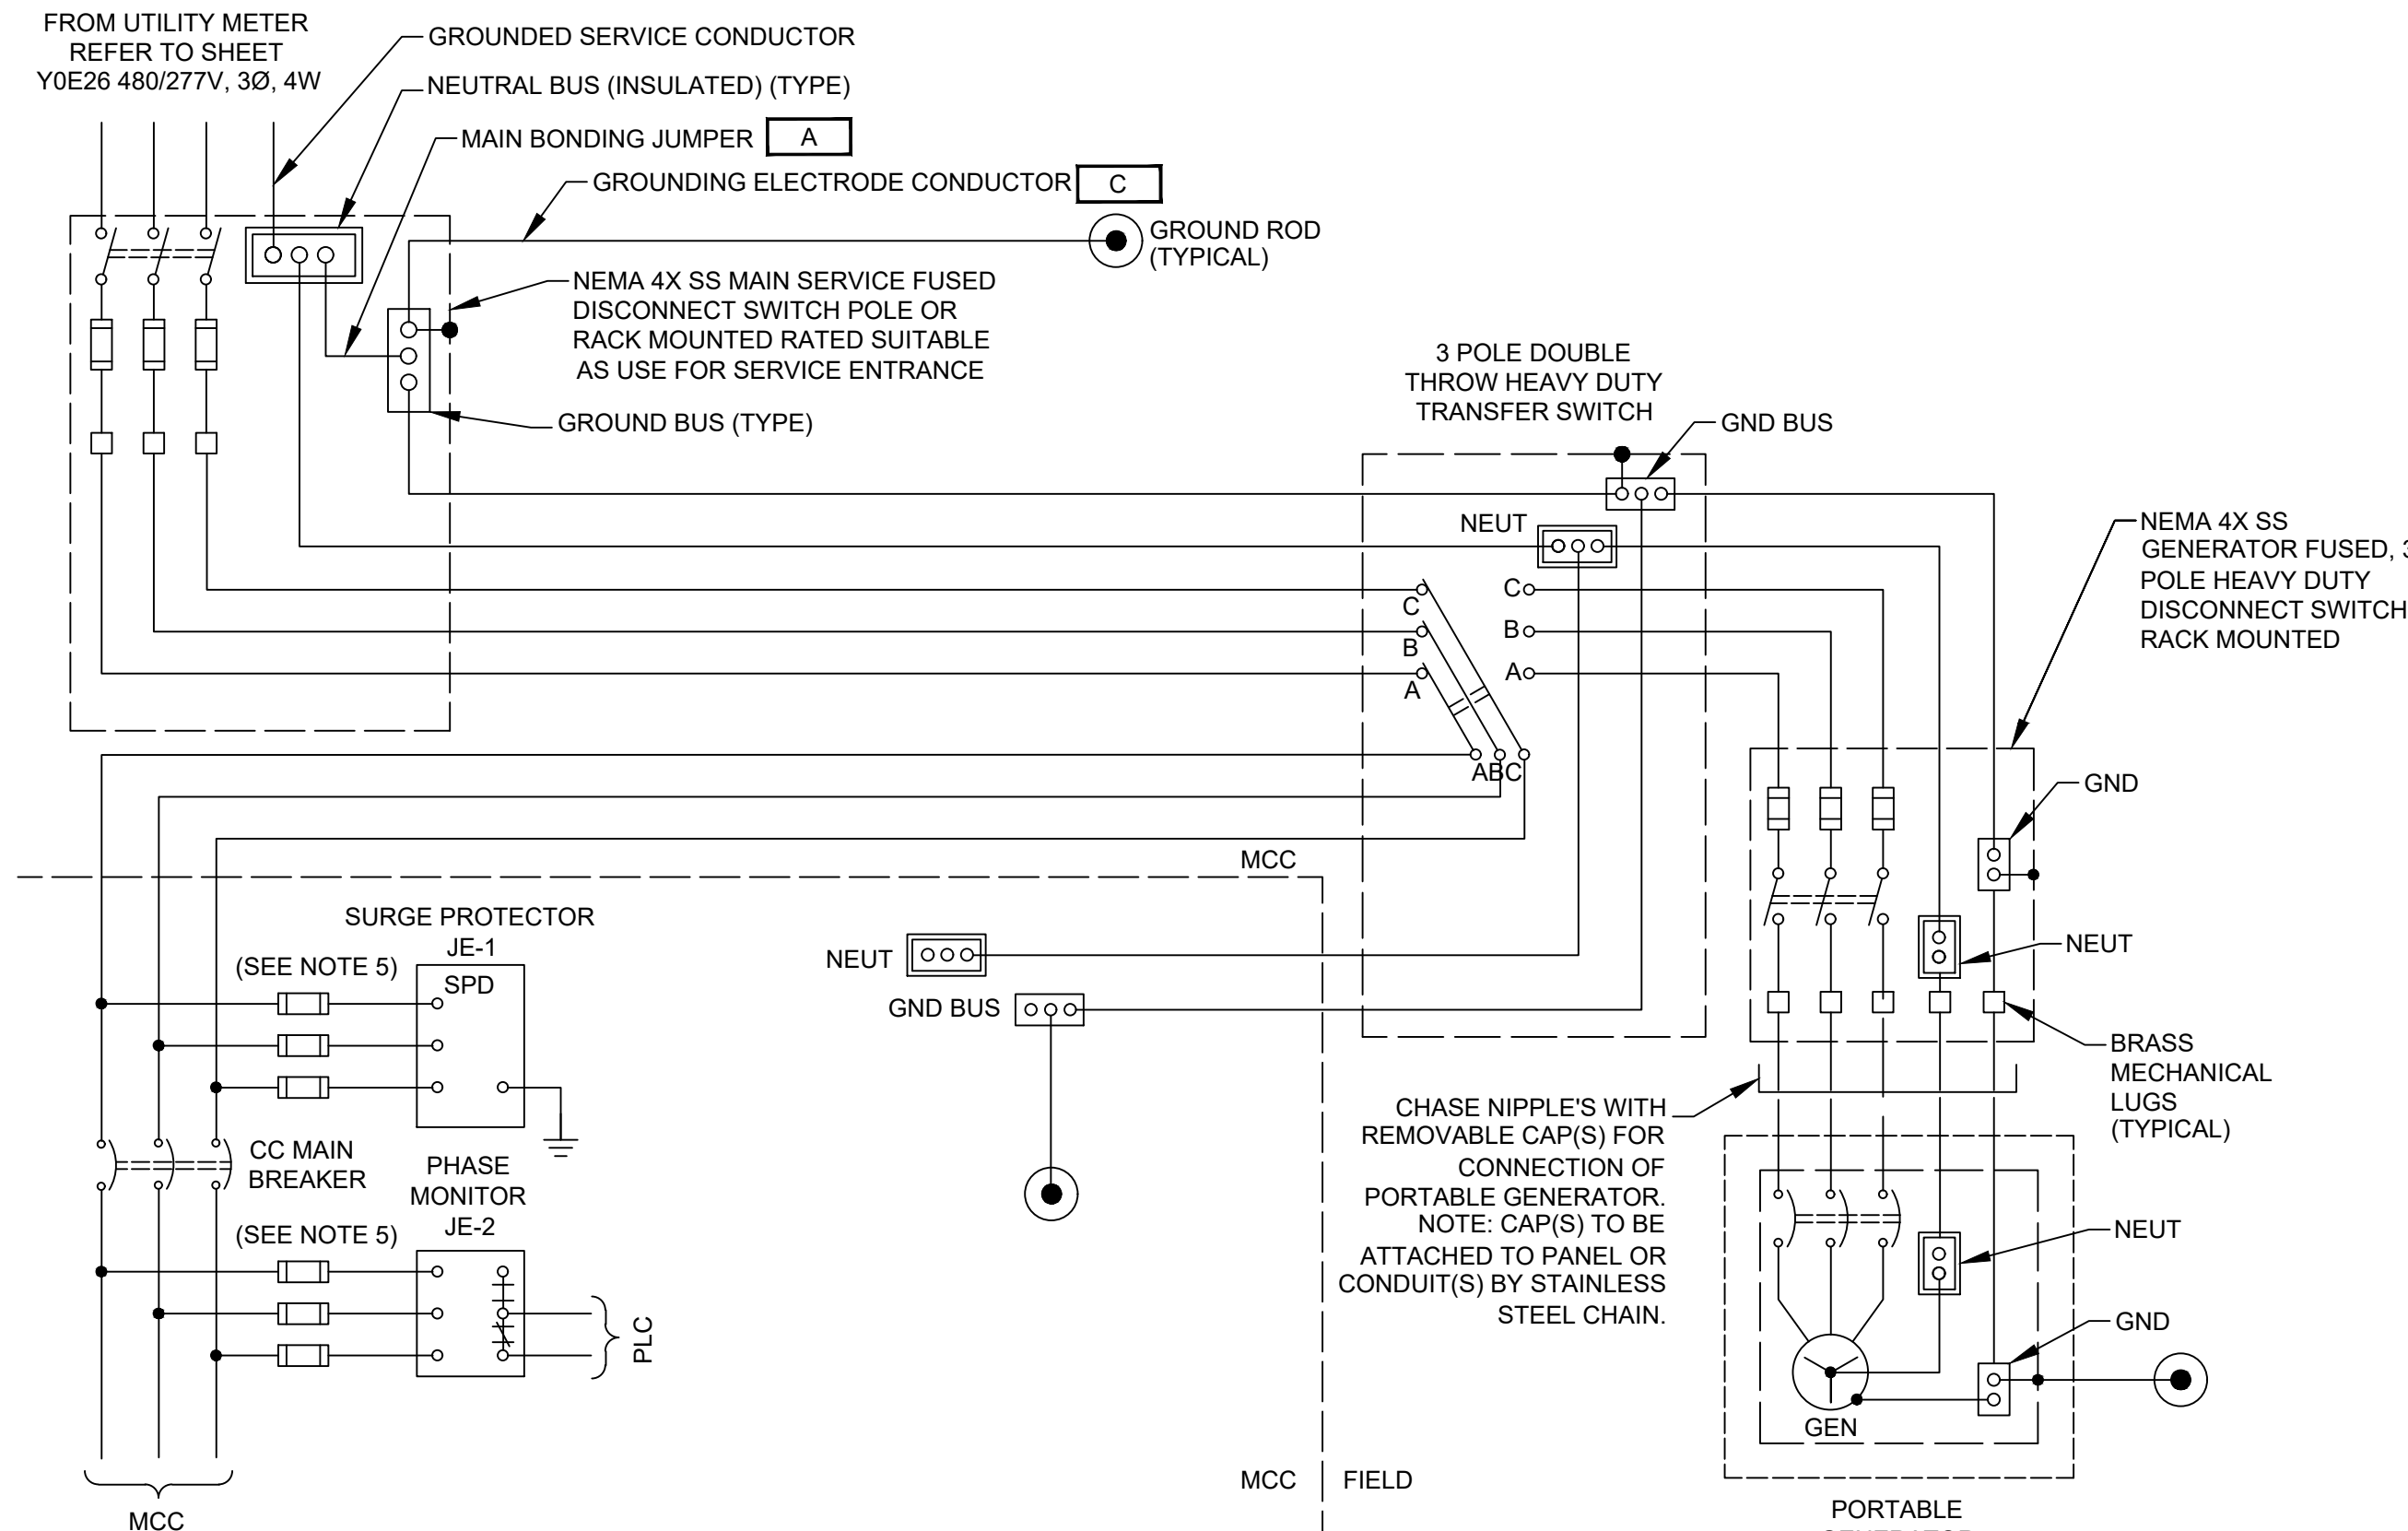 FROM UTILITY METER
REFER TO SHEET
Y0E26 480/277V, 3Ø, 4W
GROUNDED SERVICE CONDUCTOR
NEUTRAL BUS (INSULATED) (TYPE)
MAIN BONDING JUMPER A
GROUNDING ELECTRODE CONDUCTOR C
GROUND ROD
(TYPICAL)
NEMA 4X SS MAIN SERVICE FUSED
DISCONNECT SWITCH POLE OR
RACK MOUNTED RATED SUITABLE
AS USE FOR SERVICE ENTRANCE
GROUND BUS (TYPE)
3 POLE DOUBLE
THROW HEAVY DUTY
TRANSFER SWITCH
GND BUS
NEUT
C
B
A
C
B
A
ABC
NEMA 4X SS
GENERATOR FUSED, 3
POLE HEAVY DUTY
DISCONNECT SWITCH
RACK MOUNTED
GND
NEUT
BRASS
MECHANICAL
LUGS
(TYPICAL)
MCC
SURGE PROTECTOR
JE-1
(SEE NOTE 5)
SPD
NEUT
GND BUS
CC MAIN
BREAKER
PHASE
MONITOR
JE-2
(SEE NOTE 5)
PLC
CHASE NIPPLE'S WITH
REMOVABLE CAP(S) FOR
CONNECTION OF
PORTABLE GENERATOR.
NOTE: CAP(S) TO BE
ATTACHED TO PANEL OR
CONDUIT(S) BY STAINLESS
STEEL CHAIN.
NEUT
GND
GEN
MCC FIELD
MCC
PORTABLE